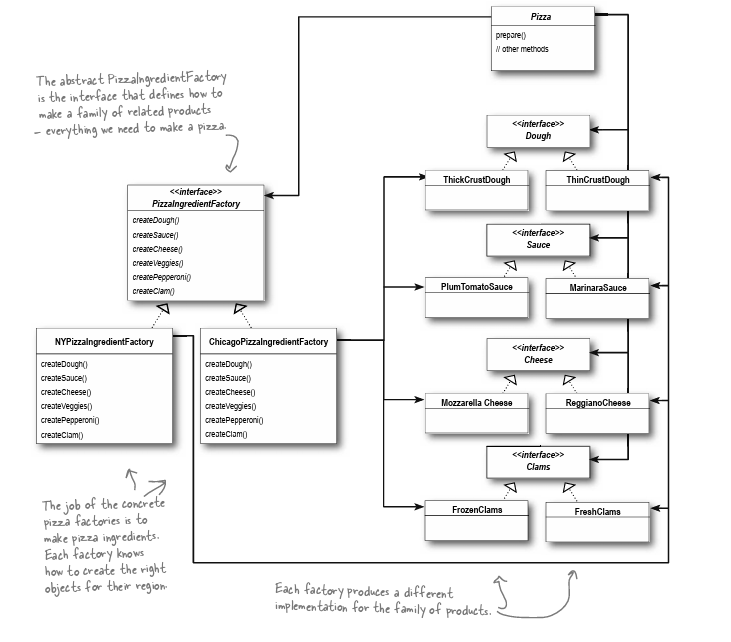 Pizza
prepare()
// other methods
The abstract PizzaIngredientFactory
is the interface that defines how to
make a family of related products
– everything we need to make a pizza.
<<interface>>
Dough
ThickCrustDough
ThinCrustDough
<<interface>>
PizzaIngredientFactory
createDough()
createSauce()
createCheese()
createVeggies()
createPepperoni()
createClam()
<<interface>>
Sauce
PlumTomatoSauce
MarinaraSauce
NYPizzaIngredientFactory
createDough()
createSauce()
createCheese()
createVeggies()
createPepperoni()
createClam()
ChicagoPizzaIngredientFactory
createDough()
createSauce()
createCheese()
createVeggies()
createPepperoni()
createClam()
<<interface>>
Cheese
Mozzarella Cheese
ReggianoCheese
<<interface>>
Clams
FrozenClams
FreshClams
The job of the concrete
pizza factories is to
make pizza ingredients.
Each factory knows
how to create the right
objects for their region.
Each factory produces a different
implementation for the family of products.